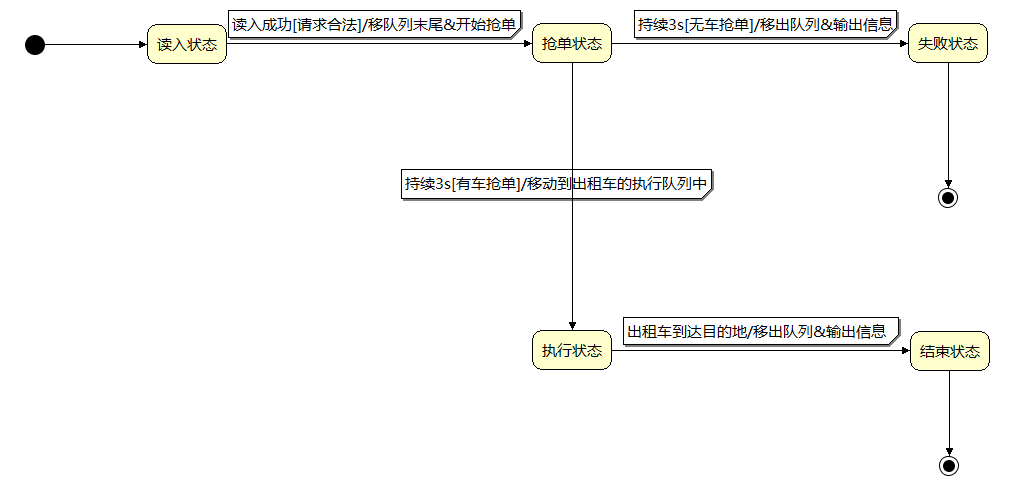 读入状态
读入成功[请求合法]/移队列末尾&开始抢单
抢单状态
持续3s[无车抢单]/移出队列&输出信息
失败状态
持续3s[有车抢单]/移动到出租车的执行队列中
执行状态
出租车到达目的地/移出队列&输出信息
结束状态